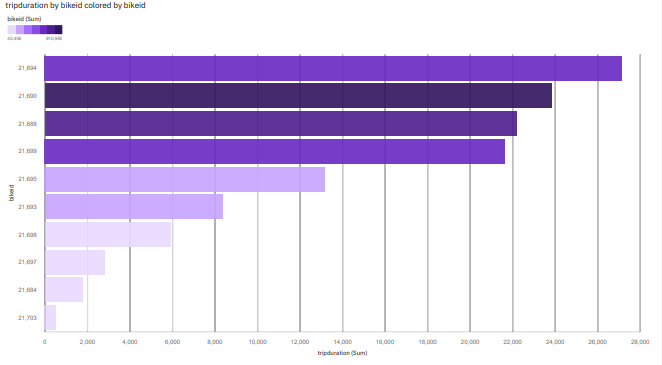 tripduration by bikeid colored by bikeid
bikeid (Sum)
21,694
21,690
21,688
21,699
21,695
21,693
21,698
21,697
21,684
21,703
bikeid
0 2,000 4,000 6,000 8,000 10,000 12,000 14,000 16,000 18,000 20,000 22,000 24,000 26,000 28,000
tripduration (Sum)